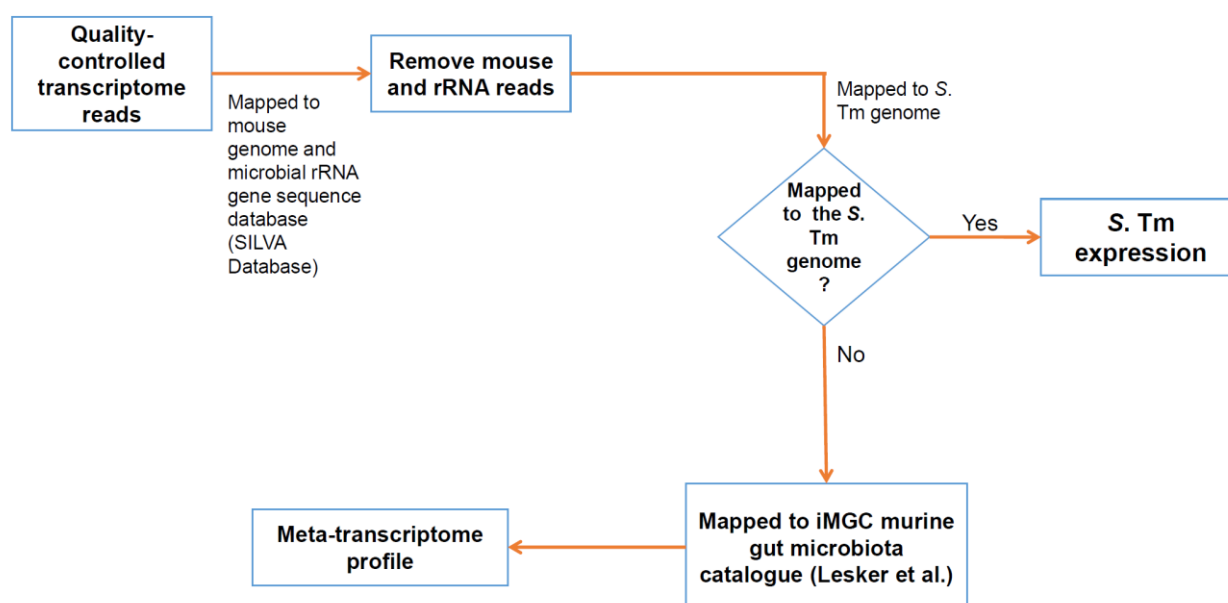 Quality-
controlled
transcriptome
reads
Mapped to
mouse
genome and
microbial rRNA
gene sequence
database
(SILVA
Database)
Remove mouse
and rRNA reads
Mapped to S.
Tm genome
Mapped
to the S.
Tm
genome
?
Yes
S. Tm
expression
No
Mapped to iMGC murine
gut microbiota
catalogue (Lesker et al.)
Meta-transcriptome
profile